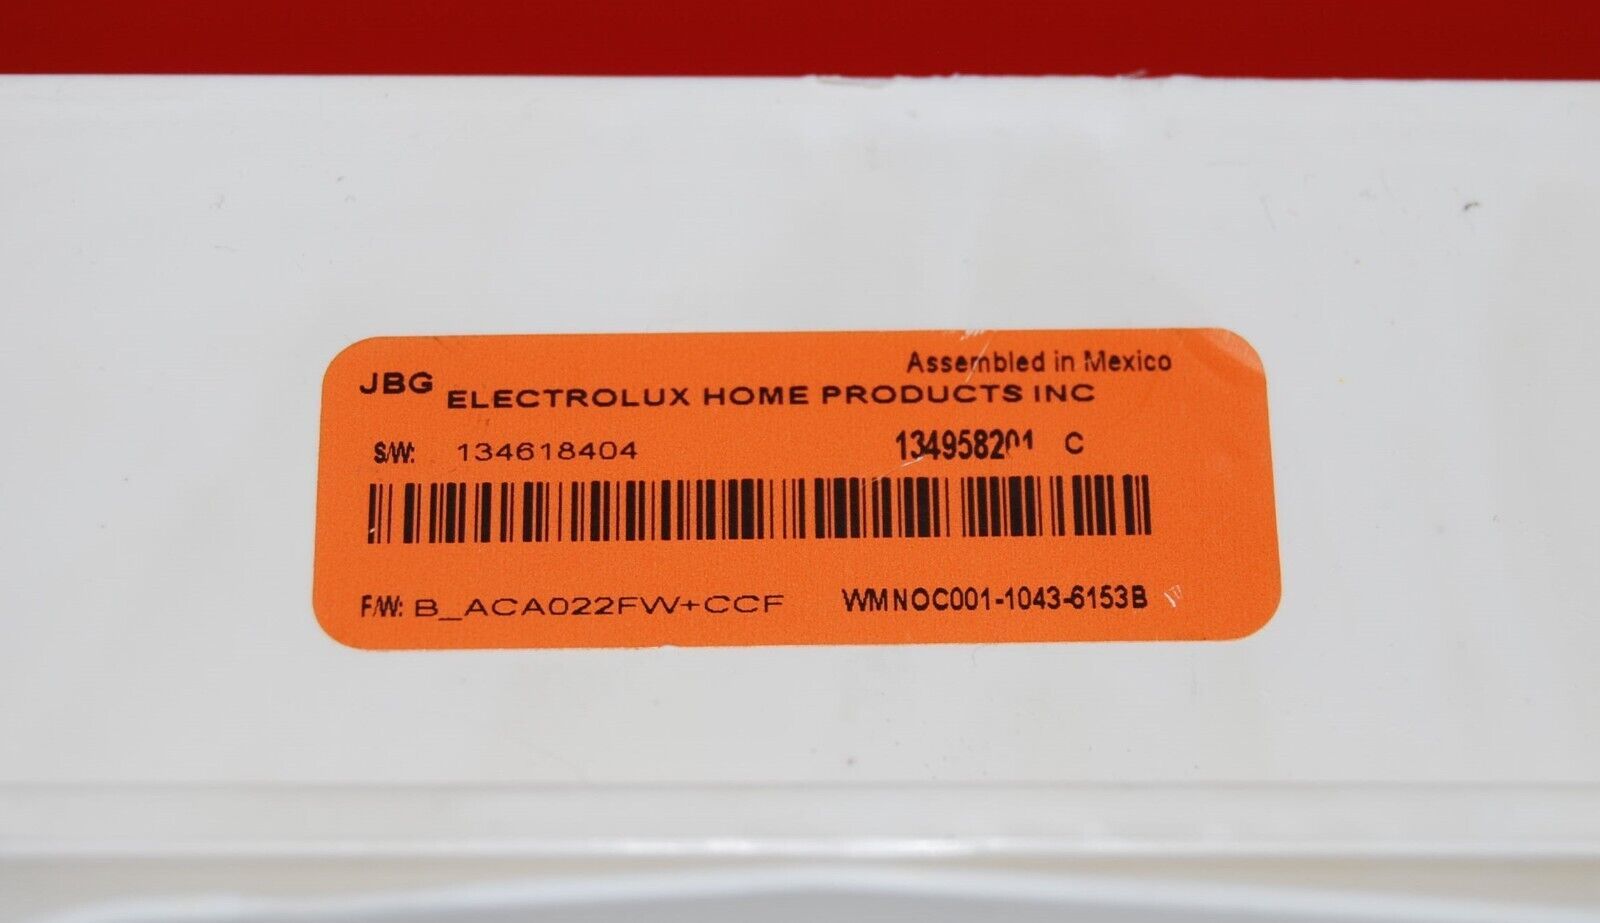 Assembled in Mexico
JBG ELECTROLUX HOME PRODUCTS INC
S/W: 134618404 134958201 C
F/W: B_ACA022FW+CCF WMNOC001-1043-6153B